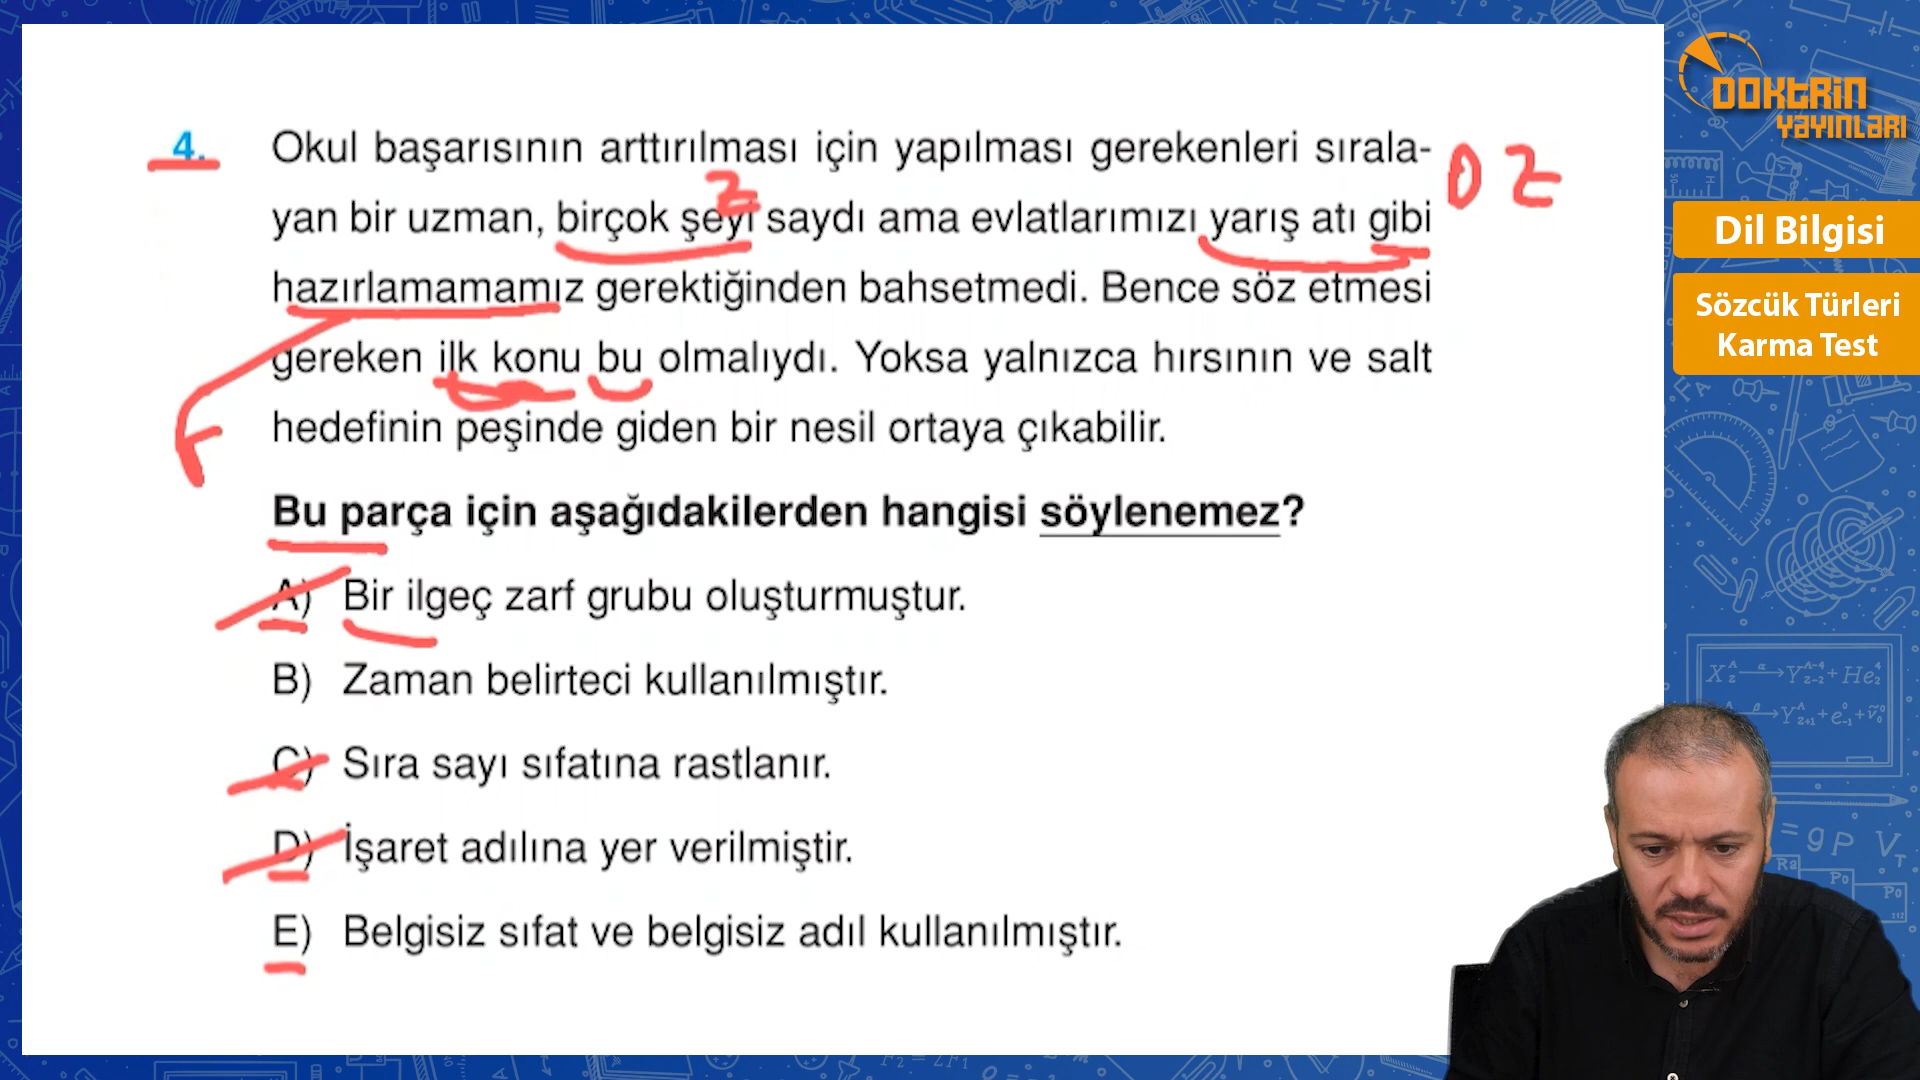 DOKTRİN
YAYINLARI
Dil Bilgisi
Sözcük Türleri
Karma Test
4. Okul başarısının arttırılması için yapılması gerekenleri sırala-
yan bir uzman, birçok şeyi saydı ama evlatlarımızı yarış atı gibi
hazırlamamamız gerektiğinden bahsetmedi. Bence söz etmesi
gereken ilk konu bu olmalıydı. Yoksa yalnızca hırsının ve salt
hedefinin peşinde giden bir nesil ortaya çıkabilir.
Bu parça için aşağıdakilerden hangisi söylenemez?
A) Bir ilgeç zarf grubu oluşturmuştur.
B) Zaman belirteci kullanılmıştır.
C) Sıra sayı sıfatına rastlanır.
D) İşaret adılına yer verilmiştir.
E) Belgisiz sıfat ve belgisiz adıl kullanılmıştır.